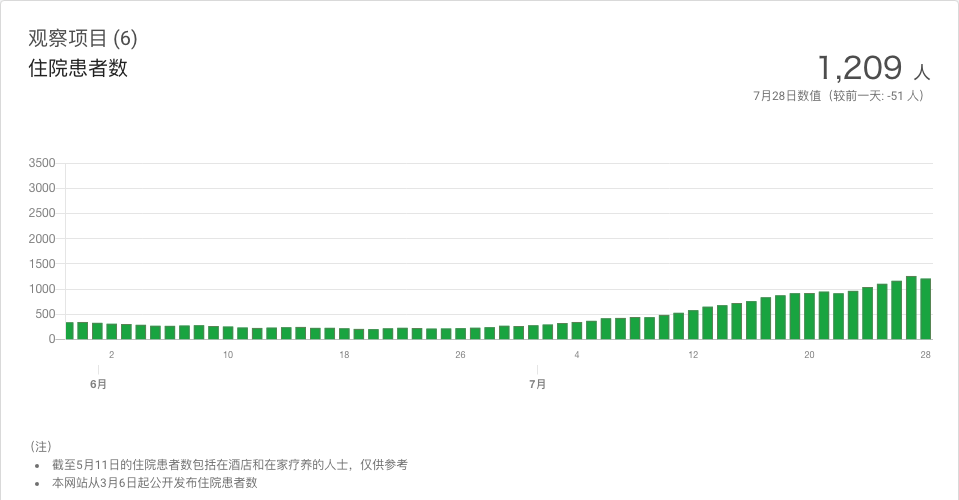 观察项目 (6)
住院患者数
1,209 人
7月28日数值（较前一天: -51 人）
3500
3000
2500
2000
1500
1000
500
0
2 10 18 26 4 12 20 28
6月 7月
（注）
• 截至5月11日的住院患者数包括在酒店和在家疗养的人士，仅供参考
• 本网站从3月6日起公开发布住院患者数